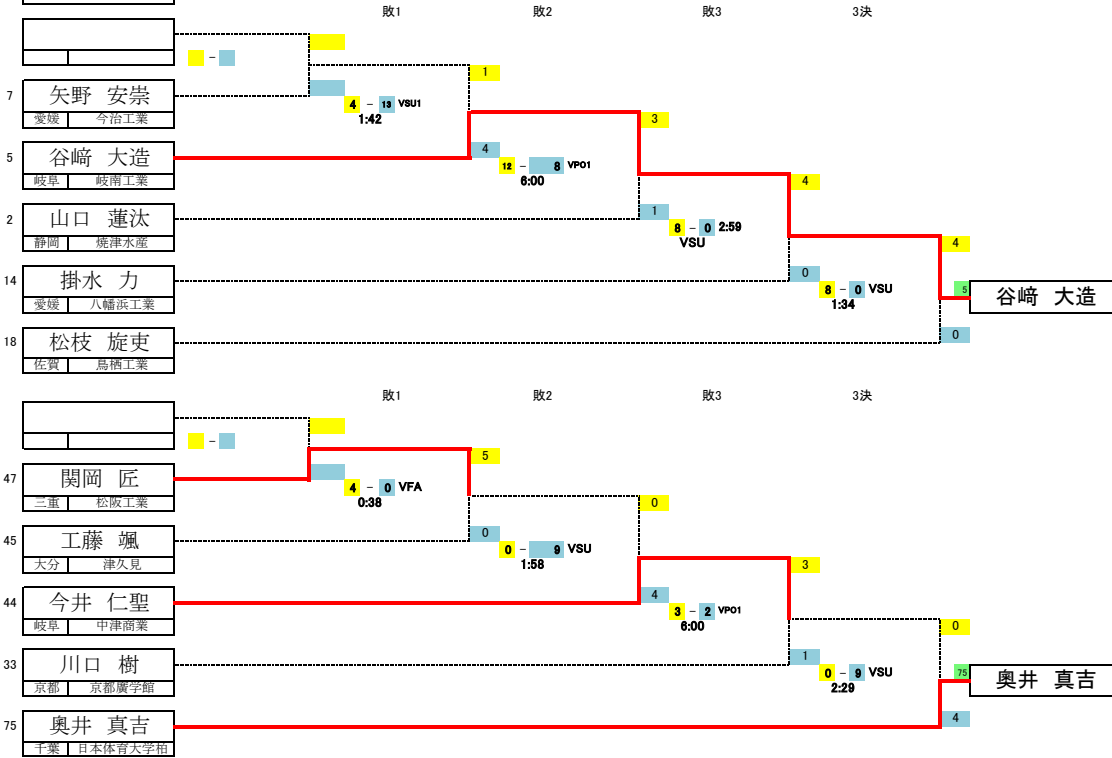 敗1 敗2 敗3 3決
-
1
7 矢野 安崇
愛媛 今治工業
4 - 13 VSU1
1:42
3
5 谷﨑 大造
岐阜 岐南工業
4
12 - 8 VPO1
6:00
4
2 山口 蓮汰
静岡 焼津水産
1
8 - 0 2:59
VSU
4
14 掛水 力
愛媛 八幡浜工業
0
8 - 0 VSU
1:34
5 谷﨑 大造
18 松枝 旋吏
佐賀 鳥栖工業
0
敗1 敗2 敗3 3決
-
5
47 関岡 匠
三重 松阪工業
4 - 0 VFA
0:38
0
45 工藤 颯
大分 津久見
0
0 - 9 VSU
1:58
3
44 今井 仁聖
岐阜 中津商業
4
3 - 2 VPO1
6:00
0
33 川口 樹
京都 京都廣学館
1
0 - 9 VSU
2:29
75 奥井 真吉
75 奥井 真吉
千葉 日本体育大学柏
4